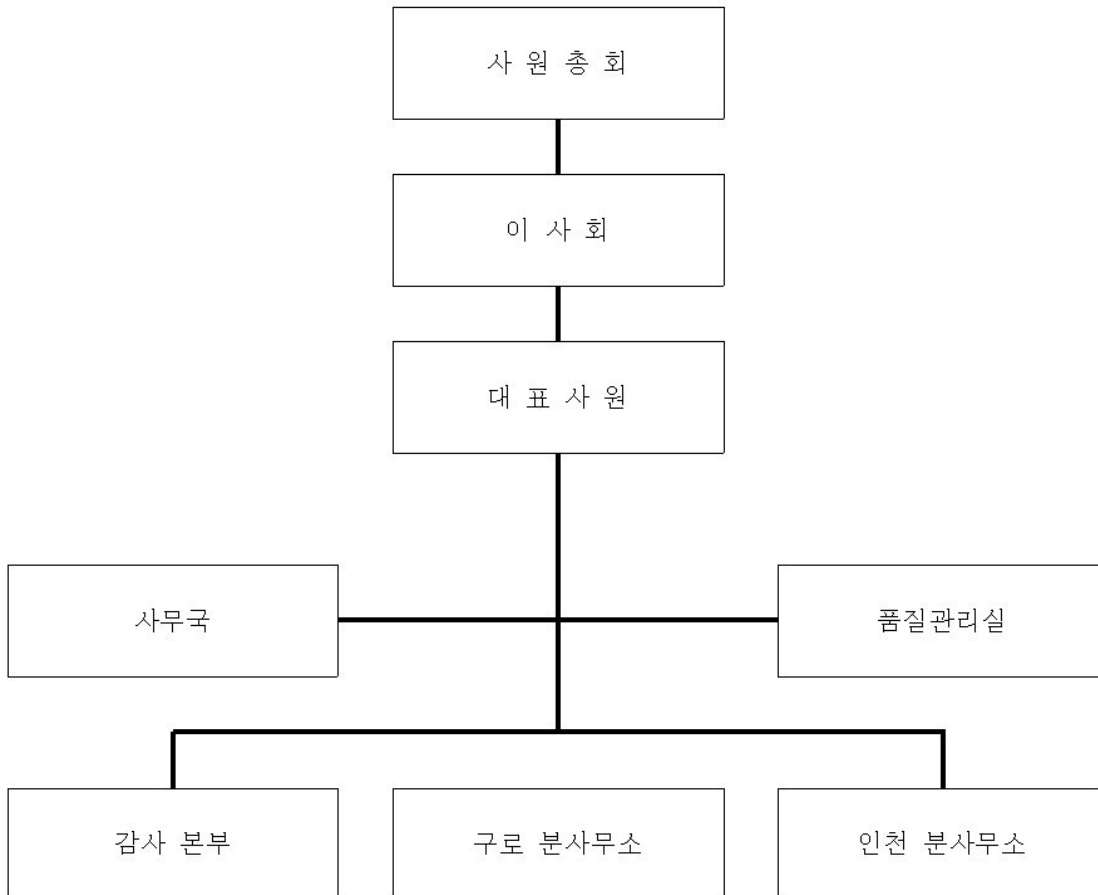 사 원 총 회
이 사 회
대 표 사 원
사무국
품질관리실
감사 본부
구로 분사무소
인천 분사무소